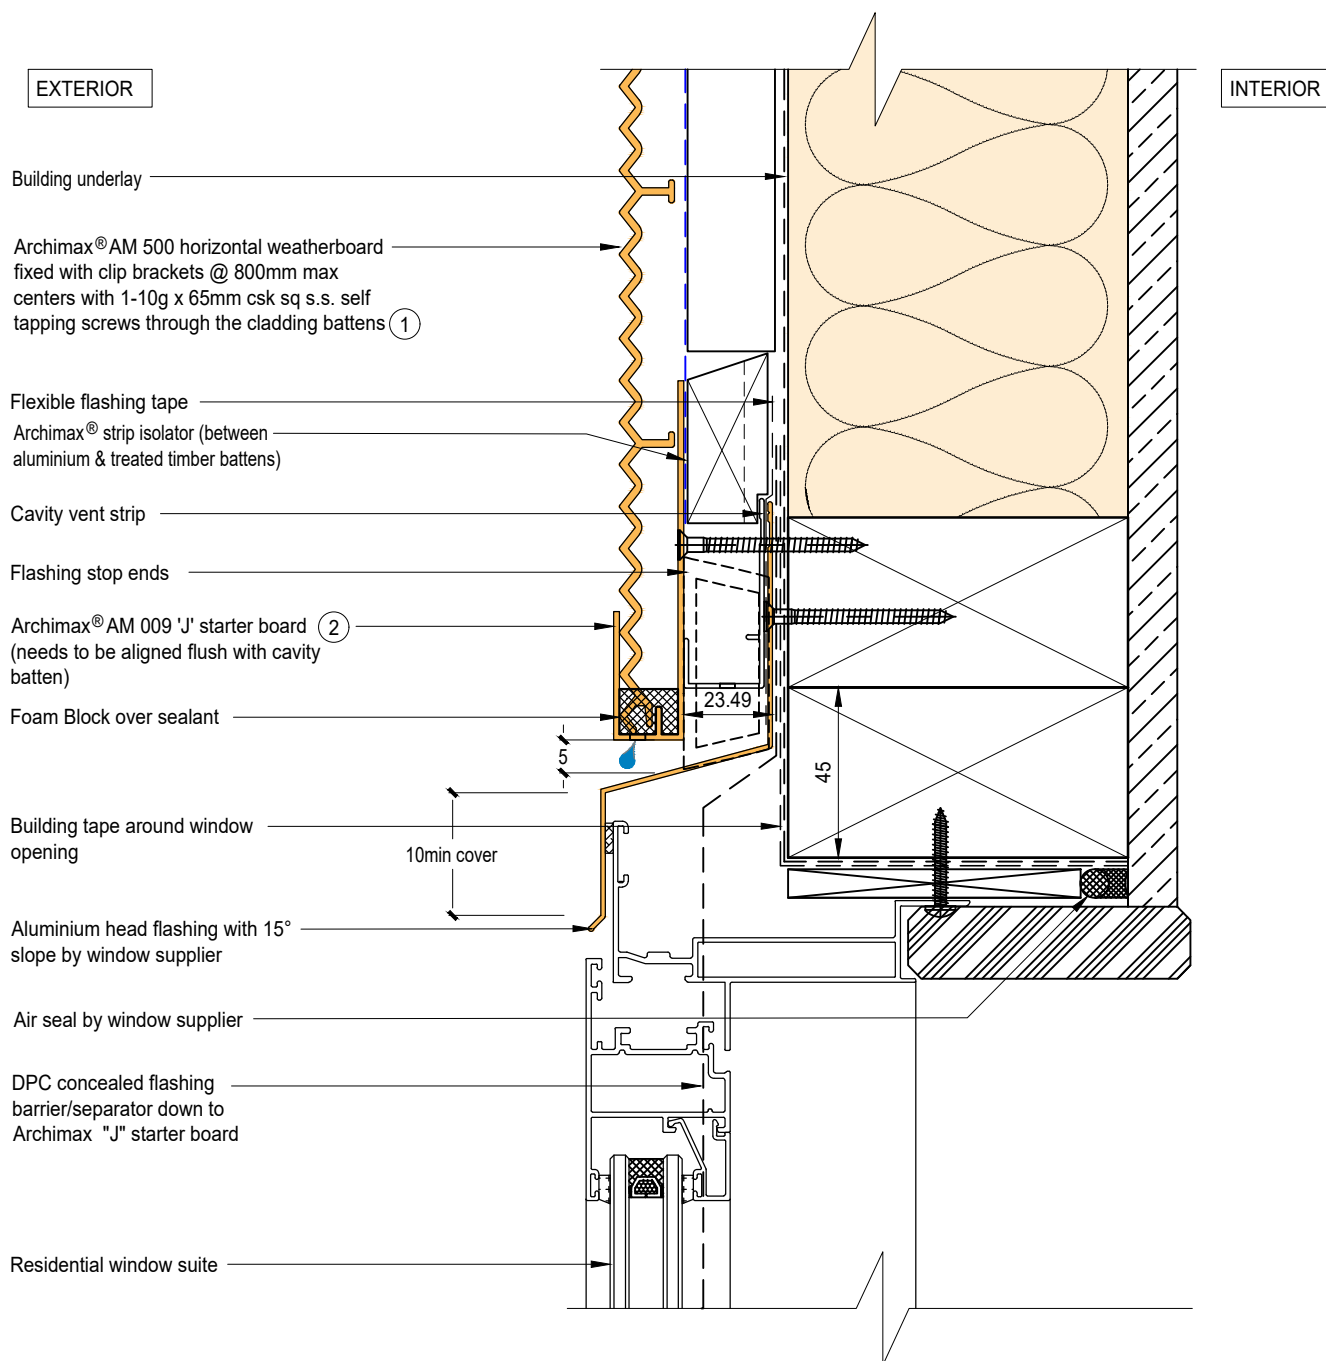 EXTERIOR
INTERIOR
Building underlay
Archimax® AM 500 horizontal weatherboard
fixed with clip brackets @ 800mm max
centers with 1-10g x 65mm csk sq s.s. self
tapping screws through the cladding battens 1
Flexible flashing tape
Archimax® strip isolator (between
aluminium & treated timber battens)
Cavity vent strip
Flashing stop ends
Archimax® AM 009 'J' starter board 2
(needs to be aligned flush with cavity
batten)
Foam Block over sealant
23.49
5
45
Building tape around window
opening
10min cover
Aluminium head flashing with 15°
slope by window supplier
Air seal by window supplier
DPC concealed flashing
barrier/separator down to
Archimax "J" starter board
Residential window suite